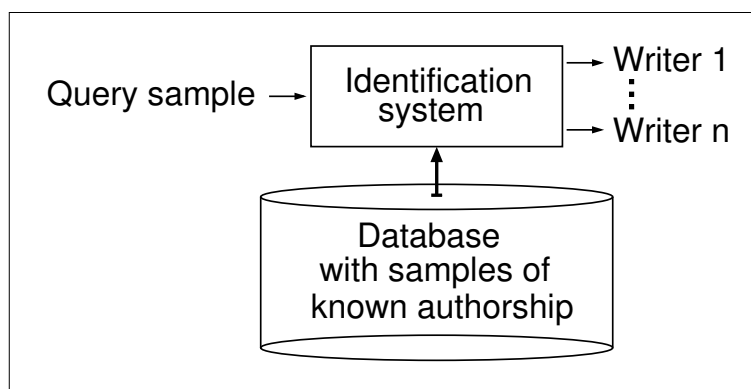 Query sample
Identification
system
Writer 1
Writer n
Database
with samples of
known authorship